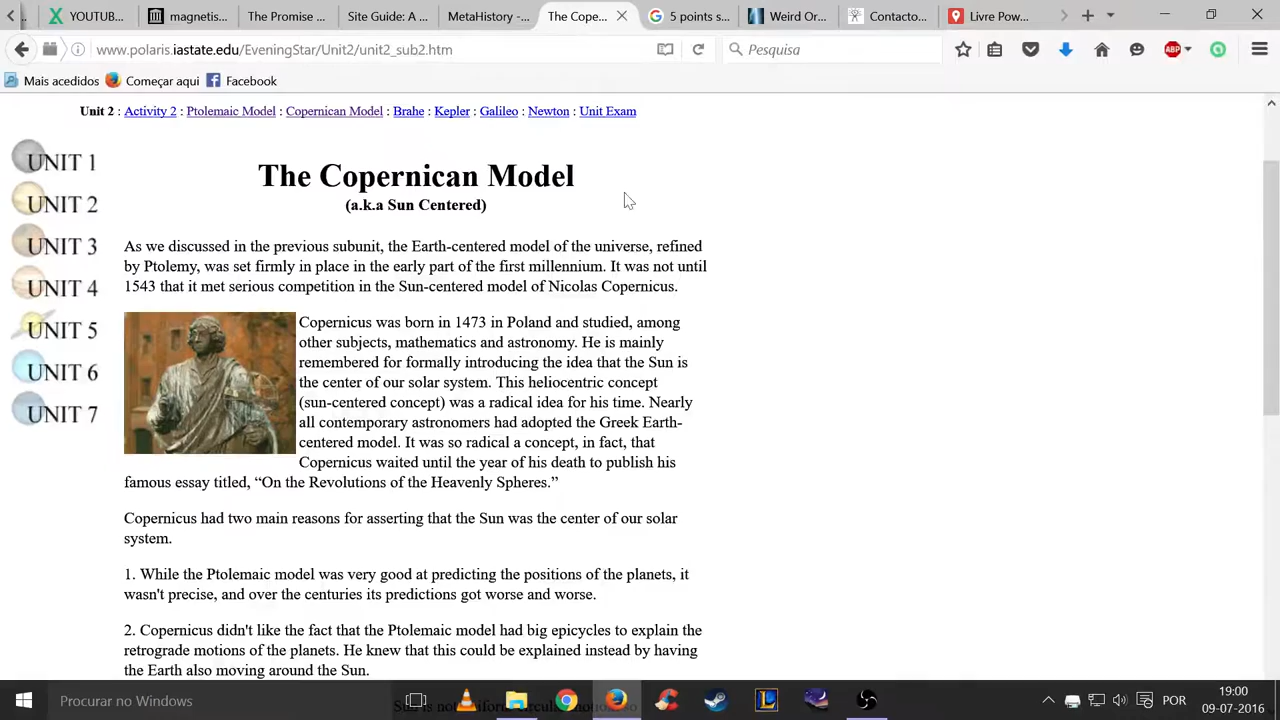 YOUTUB
magnetis...
The Promise
Site Guide: A ...
MetaHistory -
The Cope...
5 points s...
Weird Or...
Contacto...
Livre Pow...
www.polaris.iastate.edu/EveningStar/Unit2/unit2_sub2.htm
Pesquisa
Mais acedidos
Começar aqui
Facebook
Unit 2 : Activity 2 : Ptolemaic Model : Copernican Model : Brahe : Kepler : Galileo : Newton : Unit Exam
UNIT 1
UNIT 2
UNIT 3
UNIT 4
UNIT 5
UNIT 6
UNIT 7
The Copernican Model
(a.k.a Sun Centered)
As we discussed in the previous subunit, the Earth-centered model of the universe, refined
by Ptolemy, was set firmly in place in the early part of the first millennium. It was not until
1543 that it met serious competition in the Sun-centered model of Nicolas Copernicus.
Copernicus was born in 1473 in Poland and studied, among
other subjects, mathematics and astronomy. He is mainly
remembered for formally introducing the idea that the Sun is
the center of our solar system. This heliocentric concept
(sun-centered concept) was a radical idea for his time. Nearly
all contemporary astronomers had adopted the Greek Earth-
centered model. It was so radical a concept, in fact, that
Copernicus waited until the year of his death to publish his
famous essay titled, “On the Revolutions of the Heavenly Spheres.”
Copernicus had two main reasons for asserting that the Sun was the center of our solar
system.
1. While the Ptolemaic model was very good at predicting the positions of the planets, it
wasn't precise, and over the centuries its predictions got worse and worse.
2. Copernicus didn't like the fact that the Ptolemaic model had big epicycles to explain the
retrograde motions of the planets. He knew that this could be explained instead by having
the Earth also moving around the Sun.
Procurar no Windows
POR
19:00
09-07-2016